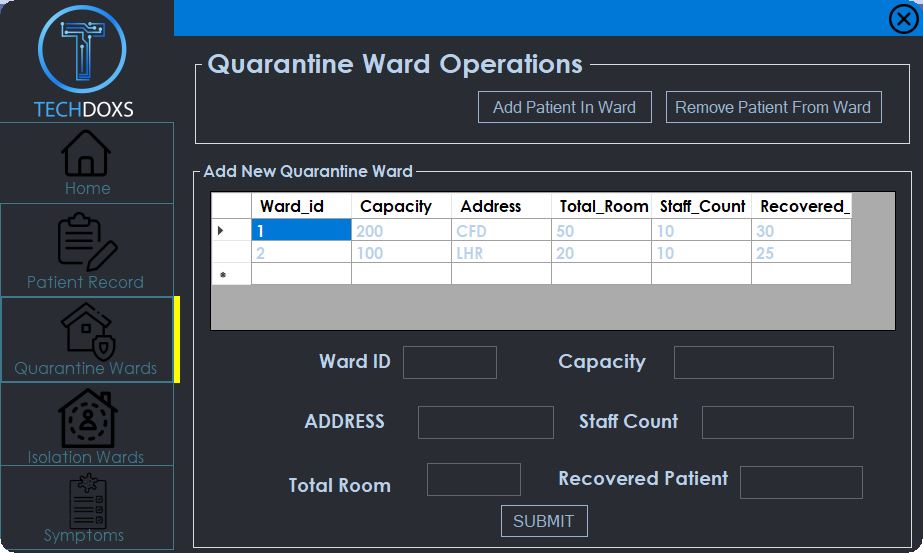 TECHDOXS
Home
Patient Record
Quarantine Wards
Isolation Wards
Symptoms
Quarantine Ward Operations
Add Patient In Ward Remove Patient From Ward
Add New Quarantine Ward
Ward_id Capacity Address Total_Room Staff_Count Recovered_
1 200 CFD 50 10 30
2 100 LHR 20 10 25
*
Ward ID Capacity
ADDRESS Staff Count
Total Room Recovered Patient
SUBMIT